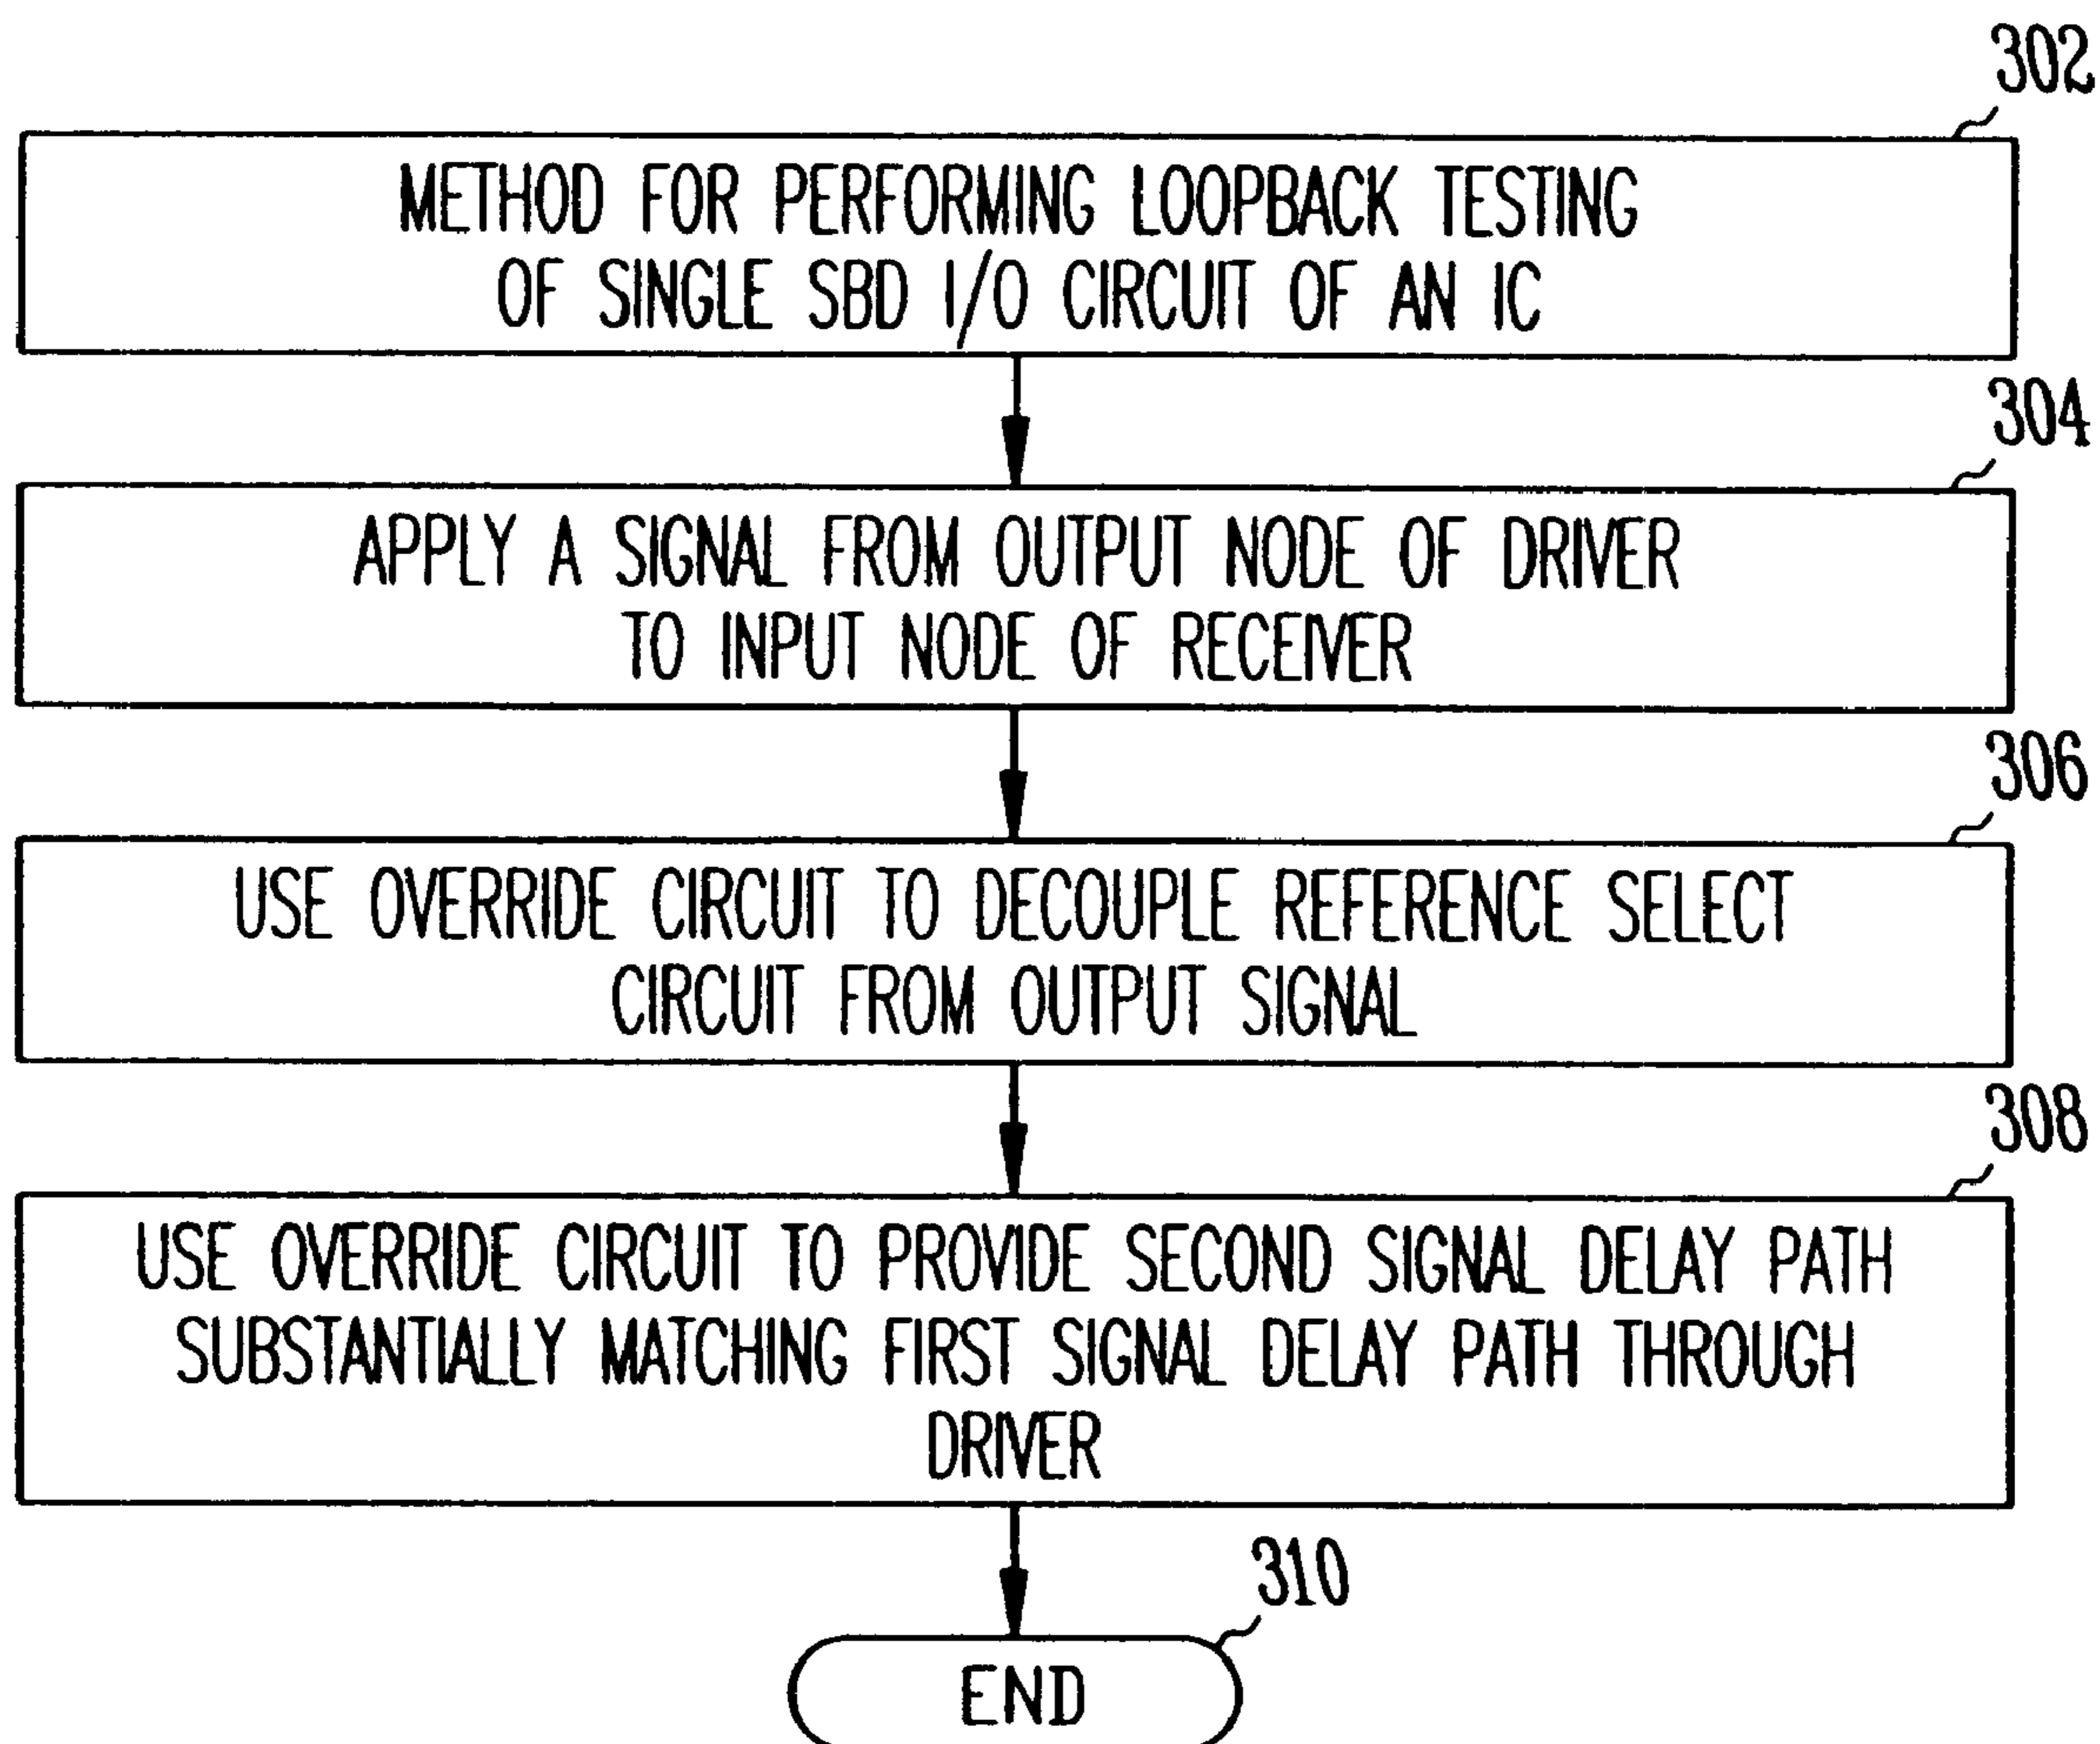 302
METHOD FOR PERFORMING LOOPBACK TESTING
OF SINGLE SBD I/O CIRCUIT OF AN IC
304
APPLY A SIGNAL FROM OUTPUT NODE OF DRIVER
TO INPUT NODE OF RECEIVER
306
USE OVERRIDE CIRCUIT TO DECOUPLE REFERENCE SELECT
CIRCUIT FROM OUTPUT SIGNAL
308
USE OVERRIDE CIRCUIT TO PROVIDE SECOND SIGNAL DELAY PATH
SUBSTANTIALLY MATCHING FIRST SIGNAL DELAY PATH THROUGH
DRIVER
310
END